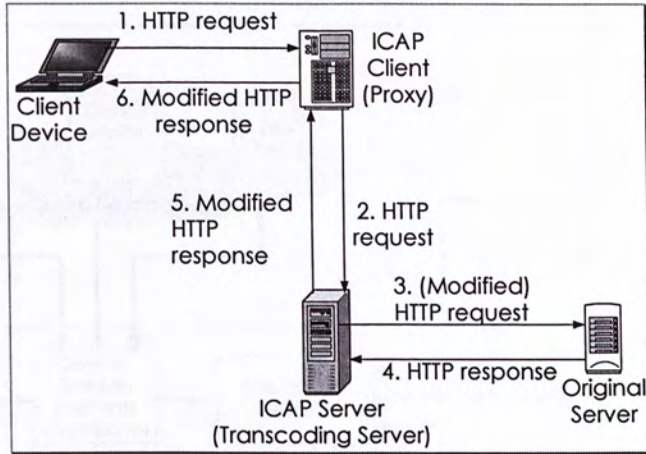 1. HTTP request
ICAP
Client
(Proxy)
Client
Device
6. Modified HTTP
response
5. Modified
HTTP
response
2. HTTP
request
3. (Modified)
HTTP request
4. HTTP response
Original
Server
ICAP Server
(Transcoding Server)